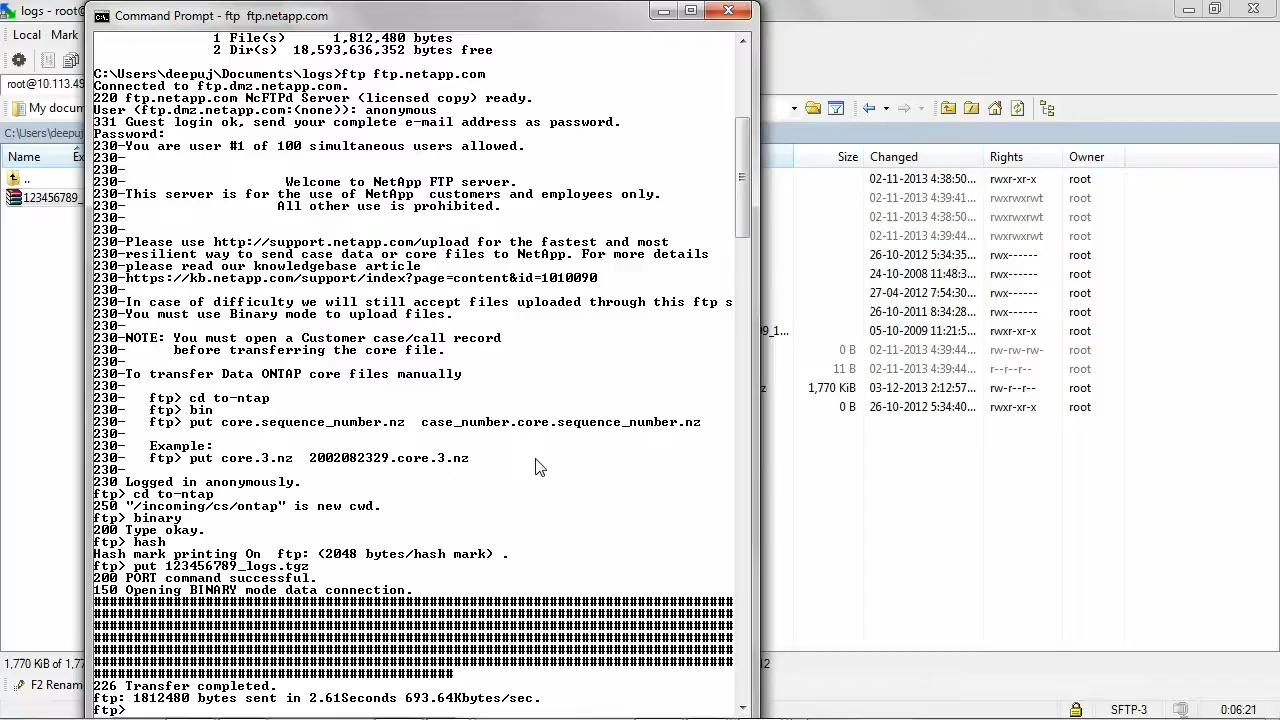 logs - root@
Command Prompt - ftp  ftp.netapp.com
Local Mark
root@10.113.49
My docum
C:\Users\deepuj
Name Ex
..
123456789_
1 File(s)      1,812,480 bytes
2 Dir(s)  18,593,636,352 bytes free
C:\Users\deepuj\Documents\logs>ftp ftp.netapp.com
Connected to ftp.dmz.netapp.com.
220 ftp.netapp.com NcFTPd Server (licensed copy) ready.
User (ftp.dmz.netapp.com:(none)): anonymous
331 Guest login ok, send your complete e-mail address as password.
Password:
230-You are user #1 of 100 simultaneous users allowed.
230-
230-
230-                    Welcome to NetApp FTP server.
230-This server is for the use of NetApp  customers and employees only.
230-                   All other use is prohibited.
230-
230-
230-Please use http://support.netapp.com/upload for the fastest and most
230-resilient way to send case data or core files to NetApp. For more details
230-please read our knowledgebase article
230-https://kb.netapp.com/support/index?page=content&id=1010090
230-
230-In case of difficulty we will still accept files uploaded through this ftp s
230-You must use Binary mode to upload files.
230-
230-NOTE: You must open a Customer case/call record
230-      before transferring the core file.
230-
230-To transfer Data ONTAP core files manually
230-
230-   ftp> cd to-ntap
230-   ftp> bin
230-   ftp> put core.sequence_number.nz  case_number.core.sequence_number.nz
230-
230-   Example:
230-   ftp> put core.3.nz  2002082329.core.3.nz
230-
230 Logged in anonymously.
ftp> cd to-ntap
250 "/incoming/cs/ontap" is new cwd.
ftp> binary
200 Type okay.
ftp> hash
Hash mark printing On  ftp: (2048 bytes/hash mark) .
ftp> put 123456789_logs.tgz
200 PORT command successful.
150 Opening BINARY mode data connection.
################################################################################
################################################################################
################################################################################
################################################################################
################################################################################
################################################################################
#############################################
226 Transfer completed.
ftp: 1812480 bytes sent in 2.61Seconds 693.64Kbytes/sec.
ftp>
Size Changed Rights Owner
02-11-2013 4:38:50... rwxr-xr-x root
02-11-2013 4:39:41... rwxrwxrwt root
02-11-2013 4:38:50... rwxrwxrwt root
02-11-2013 4:39:44... rwxrwxrwt root
26-10-2012 5:34:35... rwx------ root
24-10-2008 11:48:3... rwx------ root
27-04-2012 7:54:30... rwx------ root
26-10-2011 8:34:28... rwx------ root
09_1... 05-10-2009 11:21:5... rwxr-xr-x root
0 B 02-11-2013 4:39:44... rw-rw-rw- root
11 B 02-11-2013 4:39:44... r--r--r-- root
z 1,770 KiB 03-12-2013 2:12:57... rw-r--r-- root
0 B 26-10-2012 5:34:40... rwxr-xr-x root
1,770 KiB of 1,77
12
F2 Renam
SFTP-3 0:06:21